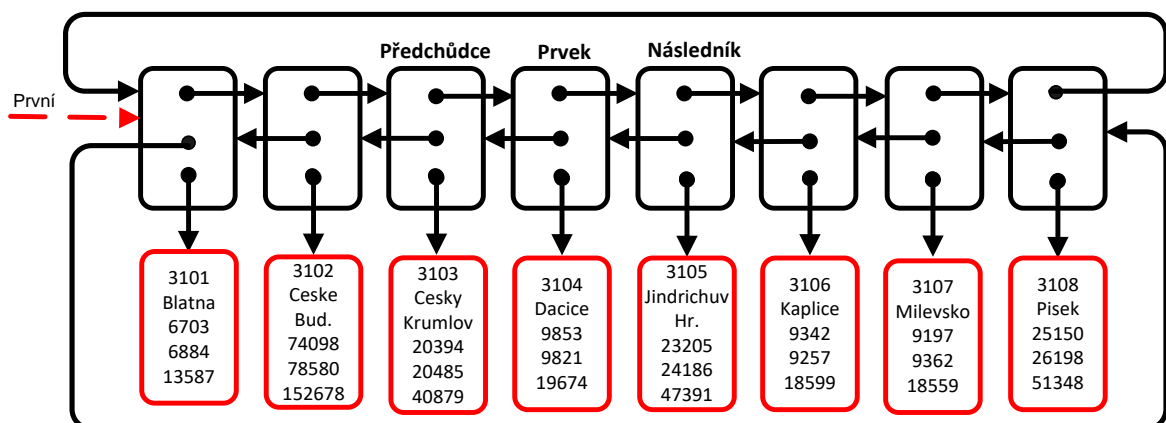 Předchůdce Prvek Následník
První
3101
Blatna
6703
6884
13587
3102
Ceske
Bud.
74098
78580
152678
3103
Cesky
Krumlov
20394
20485
40879
3104
Dacice
9853
9821
19674
3105
Jindrichuv
Hr.
23205
24186
47391
3106
Kaplice
9342
9257
18599
3107
Milevsko
9197
9362
18559
3108
Pisek
25150
26198
51348